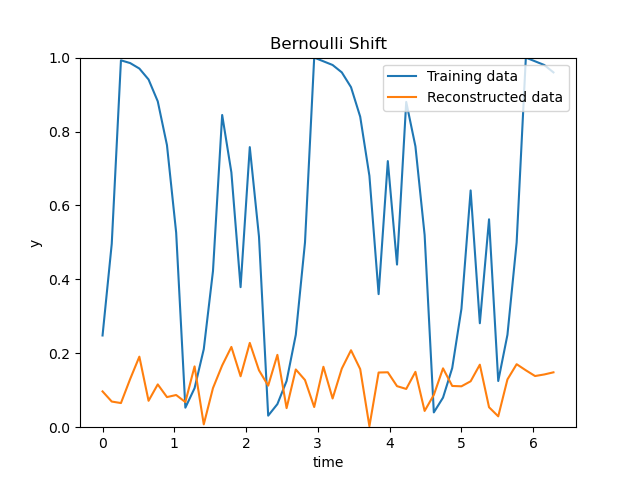 Bernoulli Shift
Training data
Reconstructed data
1.0
0.8
0.6
0.4
0.2
0.0
y
0 1 2 3 4 5 6
time